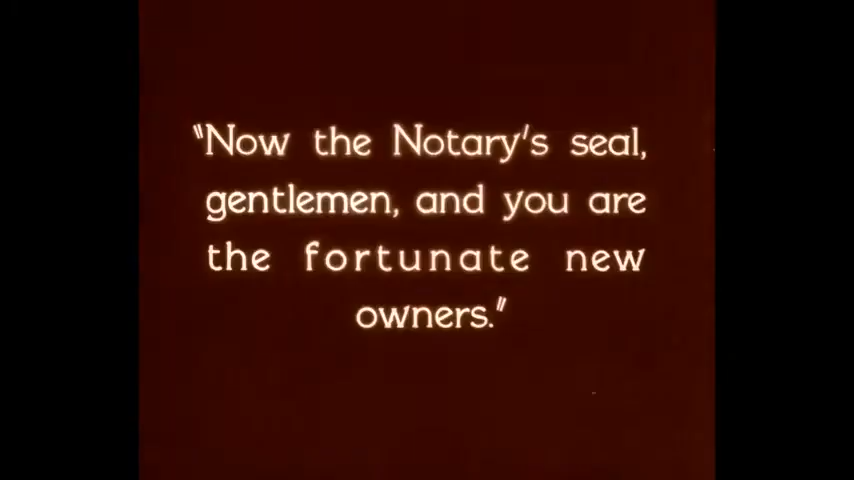 "Now the Notary's seal,
gentlemen, and you are
the fortunate new
owners."